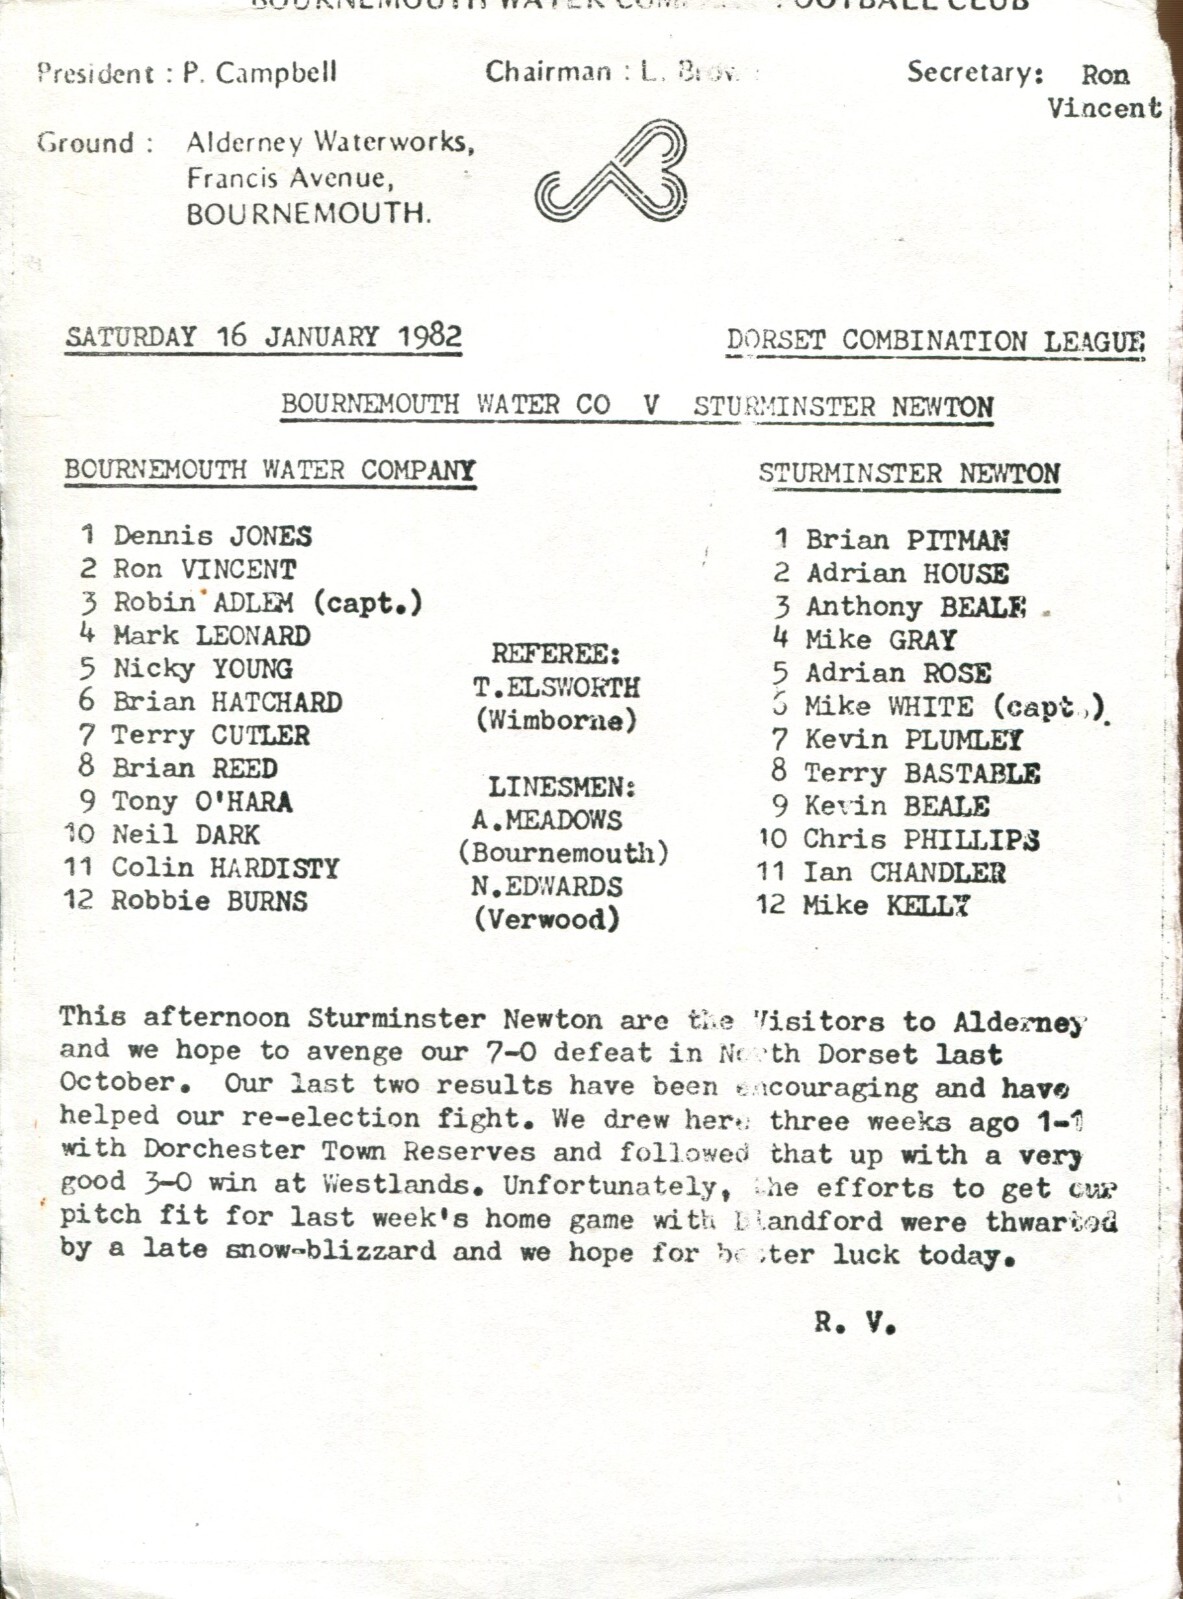 BOURNEMOUTH WATER COMPANY FOOTBALL CLUB
President : P. Campbell Chairman : L. Brown Secretary: Ron
Vincent
Ground : Alderney Waterworks,
Francis Avenue,
BOURNEMOUTH.
SATURDAY 16 JANUARY 1982 DORSET COMBINATION LEAGUE
BOURNEMOUTH WATER CO V STURMINSTER NEWTON
BOURNEMOUTH WATER COMPANY
1 Dennis JONES
2 Ron VINCENT
3 Robin ADLEM (capt.)
4 Mark LEONARD
5 Nicky YOUNG
6 Brian HATCHARD
7 Terry CUTLER
8 Brian REED
9 Tony O'HARA
10 Neil DARK
11 Colin HARDISTY
12 Robbie BURNS
REFEREE:
T.ELSWORTH
(Wimborne)
LINESMEN:
A.MEADOWS
(Bournemouth)
N.EDWARDS
(Verwood)
STURMINSTER NEWTON
1 Brian PITMAN
2 Adrian HOUSE
3 Anthony BEALE
4 Mike GRAY
5 Adrian ROSE
6 Mike WHITE (capt.)
7 Kevin PLUMLEY
8 Terry BASTABLE
9 Kevin BEALE
10 Chris PHILLIPS
11 Ian CHANDLER
12 Mike KELLY
This afternoon Sturminster Newton are the Visitors to Alderney
and we hope to avenge our 7-0 defeat in North Dorset last
October. Our last two results have been encouraging and have
helped our re-election fight. We drew here three weeks ago 1-1
with Dorchester Town Reserves and followed that up with a very
good 3-0 win at Westlands. Unfortunately, the efforts to get our
pitch fit for last week's home game with Blandford were thwarted
by a late snow-blizzard and we hope for better luck today.
R. V.